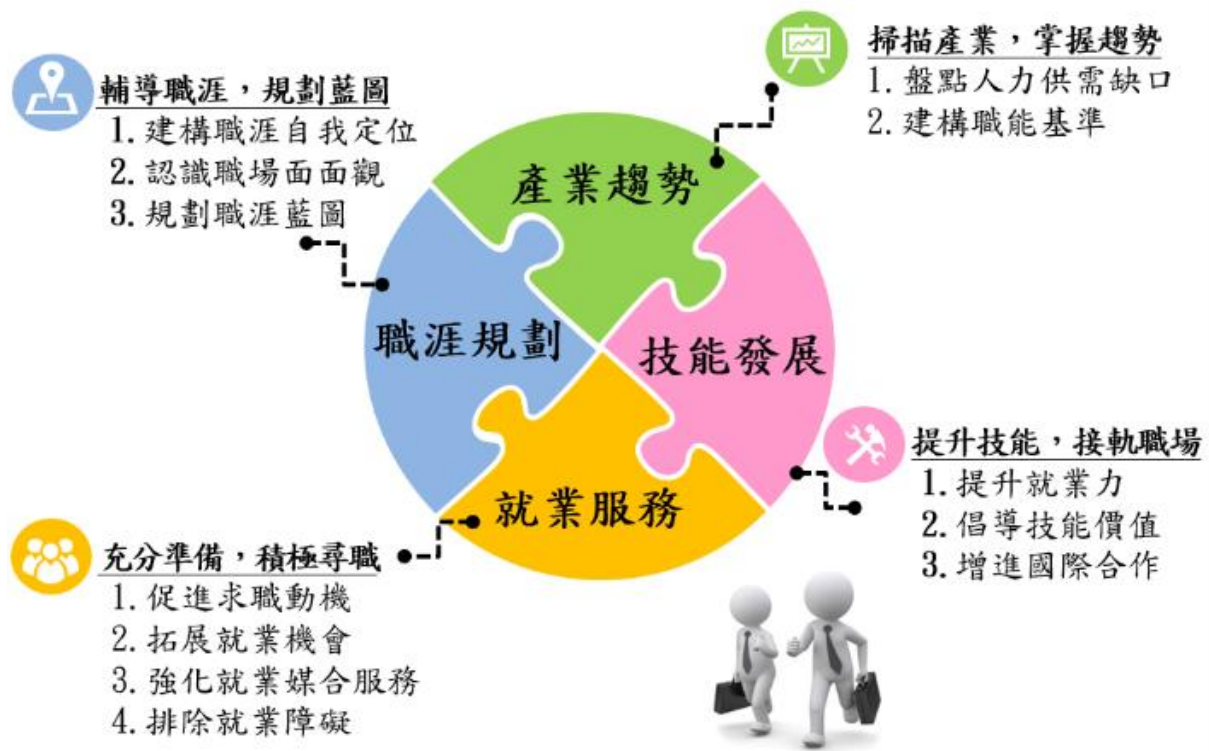 掃描產業，掌握趨勢
1. 盤點人力供需缺口
2. 建構職能基準
輔導職涯，規劃藍圖
1. 建構職涯自我定位
2. 認識職場面面觀
3. 規劃職涯藍圖
產業趨勢
職涯規劃
技能發展
就業服務
提升技能，接軌職場
1. 提升就業力
2. 倡導技能價值
3. 增進國際合作
充分準備，積極尋職
1. 促進求職動機
2. 拓展就業機會
3. 強化就業媒合服務
4. 排除就業障礙